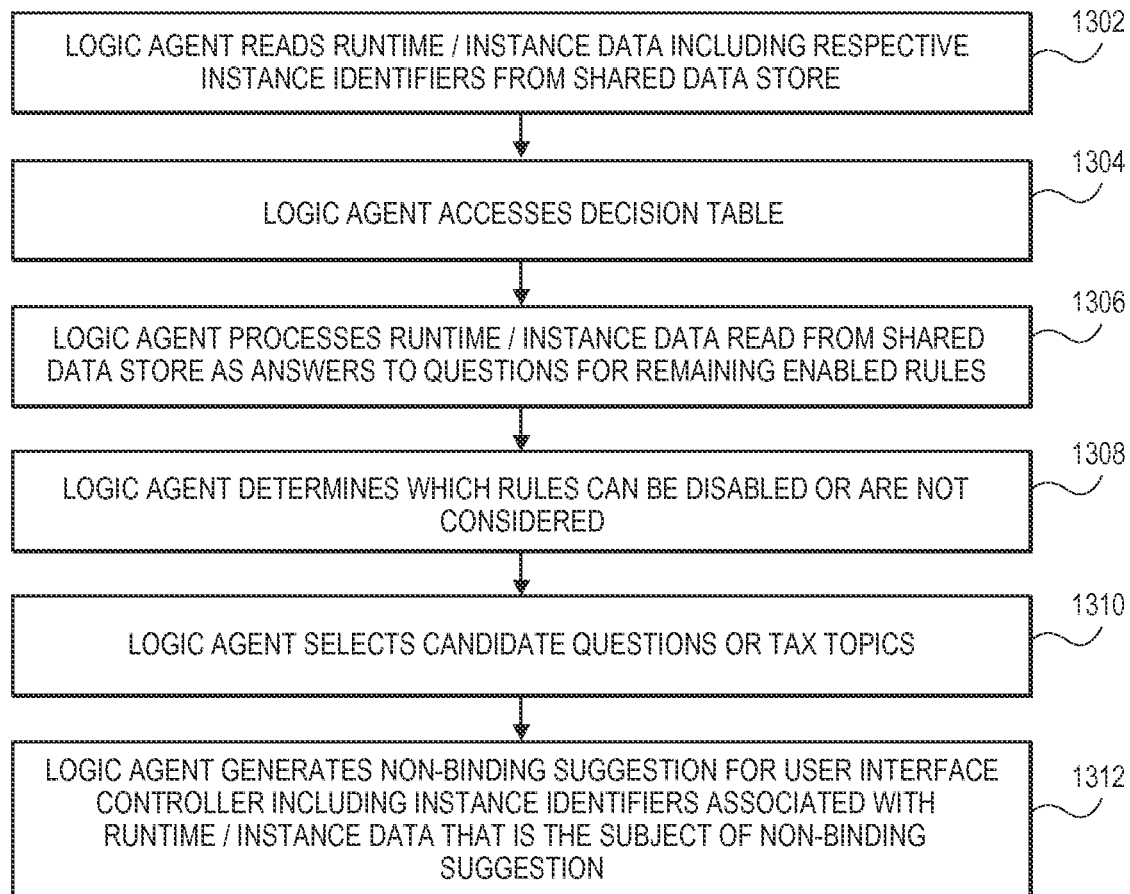 1302
LOGIC AGENT READS RUNTIME / INSTANCE DATA INCLUDING RESPECTIVE
INSTANCE IDENTIFIERS FROM SHARED DATA STORE
1304
LOGIC AGENT ACCESSES DECISION TABLE
1306
LOGIC AGENT PROCESSES RUNTIME / INSTANCE DATA READ FROM SHARED
DATA STORE AS ANSWERS TO QUESTIONS FOR REMAINING ENABLED RULES
1308
LOGIC AGENT DETERMINES WHICH RULES CAN BE DISABLED OR ARE NOT
CONSIDERED
1310
LOGIC AGENT SELECTS CANDIDATE QUESTIONS OR TAX TOPICS
1312
LOGIC AGENT GENERATES NON-BINDING SUGGESTION FOR USER INTERFACE
CONTROLLER INCLUDING INSTANCE IDENTIFIERS ASSOCIATED WITH
RUNTIME / INSTANCE DATA THAT IS THE SUBJECT OF NON-BINDING
SUGGESTION